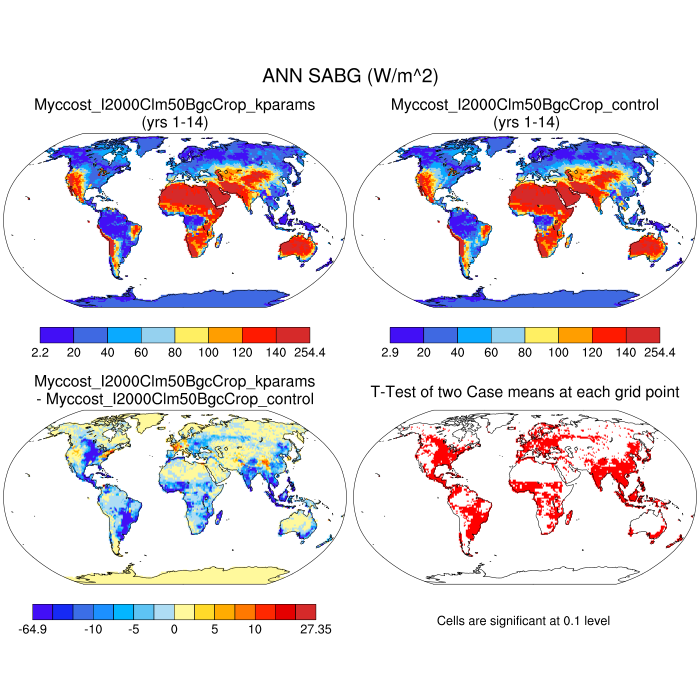 ANN SABG (W/m^2)
Myccost_I2000Clm50BgcCrop_kparams
(yrs 1-14)
Myccost_I2000Clm50BgcCrop_control
(yrs 1-14)
2.2 20 40 60 80 100 120 140 254.4
2.9 20 40 60 80 100 120 140 254.4
Myccost_I2000Clm50BgcCrop_kparams
- Myccost_I2000Clm50BgcCrop_control
T-Test of two Case means at each grid point
-64.9 -10 -5 0 5 10 27.35
Cells are significant at 0.1 level